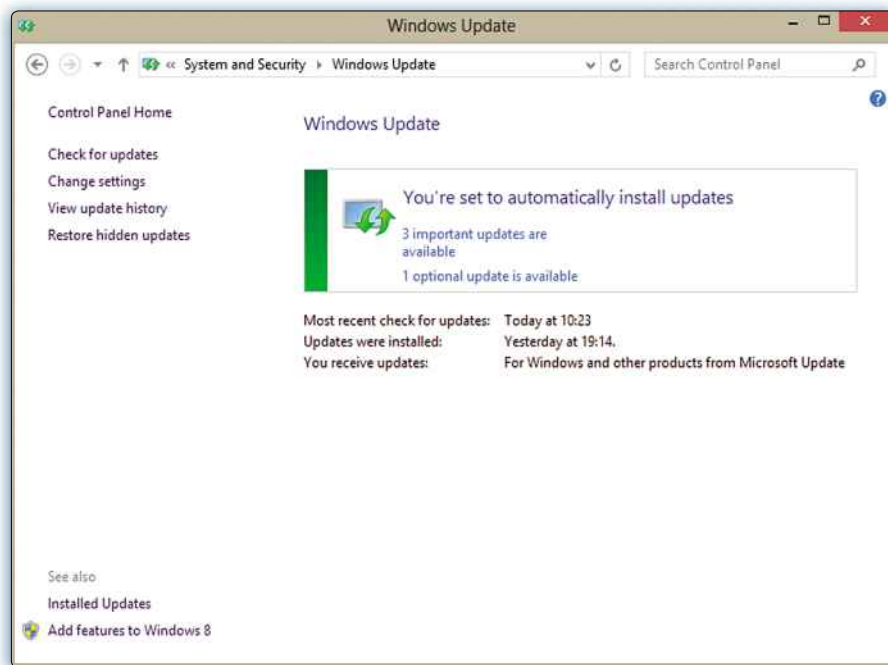 Windows Update
« System and Security ▸ Windows Update
Search Control Panel
Control Panel Home
Check for updates
Change settings
View update history
Restore hidden updates
Windows Update
You're set to automatically install updates
3 important updates are
available
1 optional update is available
Most recent check for updates: Today at 10:23
Updates were installed: Yesterday at 19:14.
You receive updates: For Windows and other products from Microsoft Update
See also
Installed Updates
Add features to Windows 8